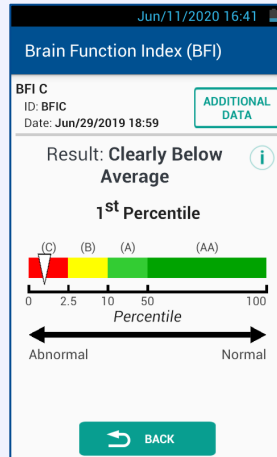 Jun/11/2020 16:41
Brain Function Index (BFI)
BFI C
ID: BFIC
Date: Jun/29/2019 18:59
ADDITIONAL
DATA
Result: Clearly Below
Average
i
1st Percentile
(C) (B) (A) (AA)
0 2.5 10 50 100
Percentile
Abnormal Normal
BACK